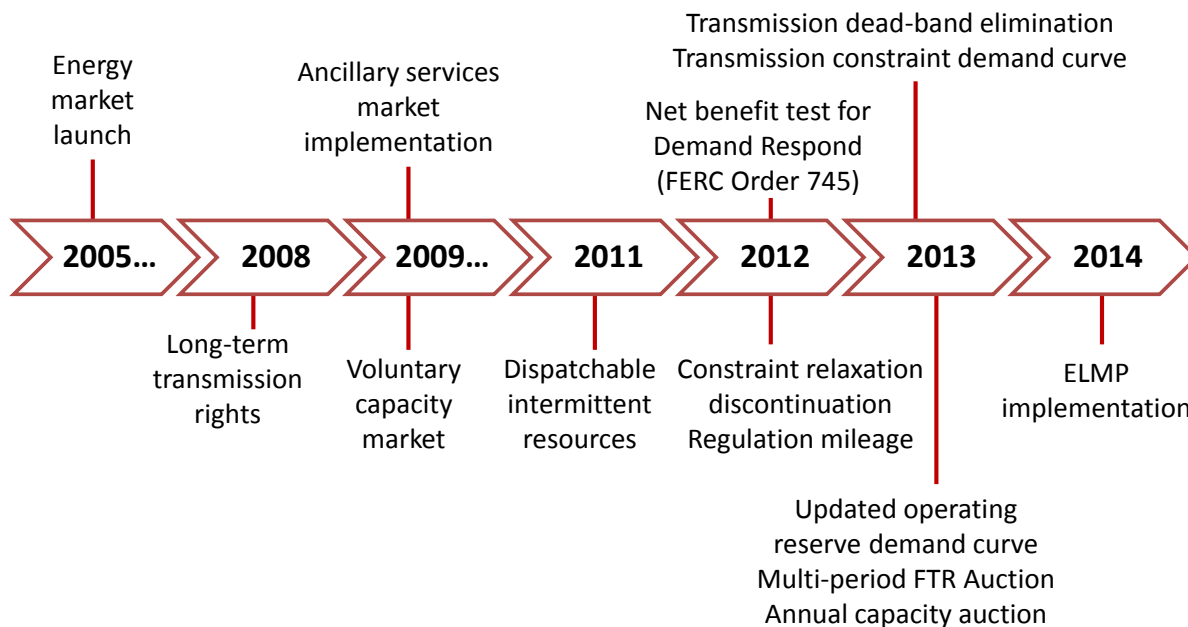 Transmission dead-band elimination
Transmission constraint demand curve
Energy
market
launch
Ancillary services
market
implementation
Net benefit test for
Demand Respond
(FERC Order 745)
2005...
2008
2009...
2011
2012
2013
2014
Long-term
transmission
rights
Voluntary
capacity
market
Dispatchable
intermittent
resources
Constraint relaxation
discontinuation
Regulation mileage
ELMP
implementation
Updated operating
reserve demand curve
Multi-period FTR Auction
Annual capacity auction